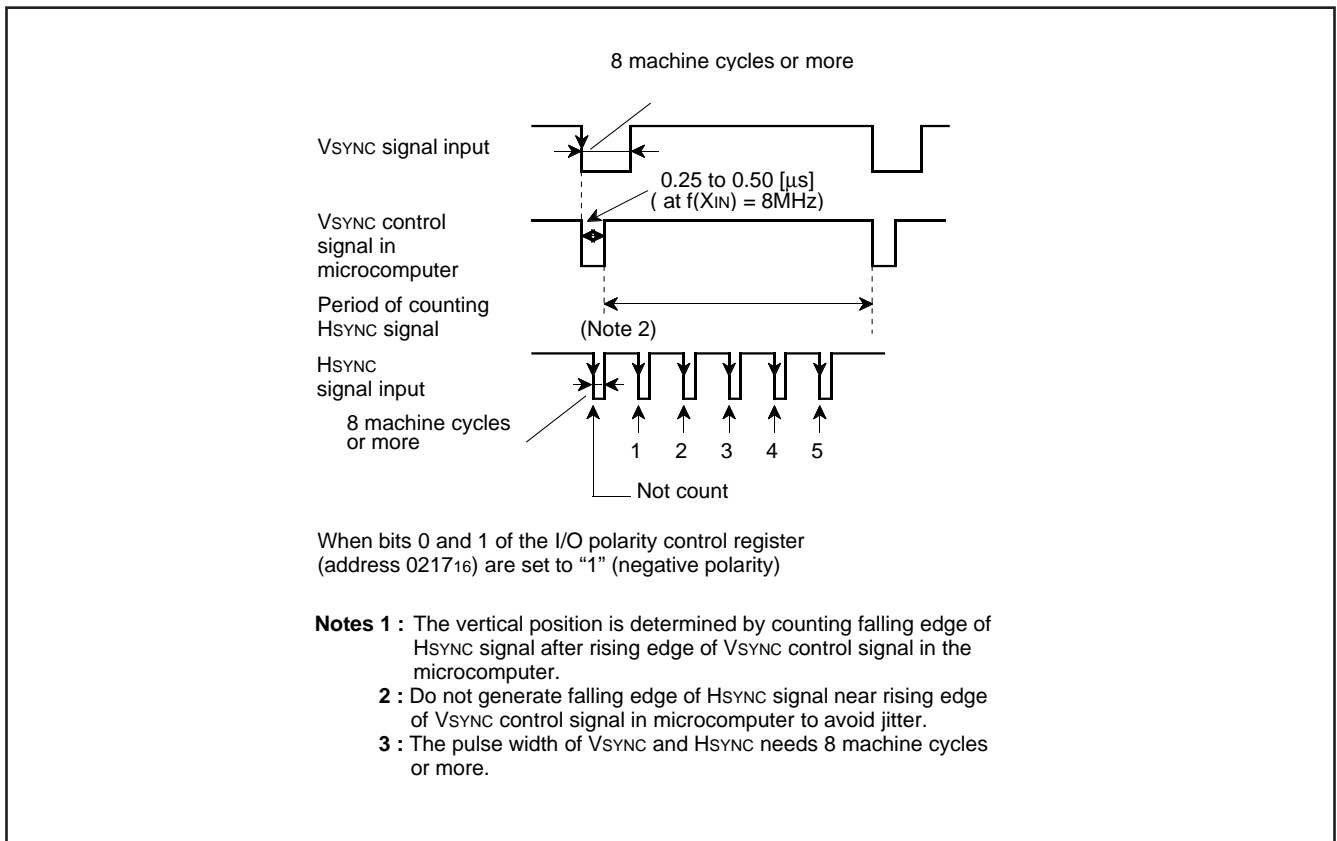 8 machine cycles or more
VSYNC signal input
0.25 to 0.50 [μs]
( at f(XIN) = 8MHz)
VSYNC control
signal in
microcomputer
Period of counting
HSYNC signal
(Note 2)
HSYNC
signal input
8 machine cycles
or more
1 2 3 4 5
Not count
When bits 0 and 1 of the I/O polarity control register
(address 021716) are set to “1” (negative polarity)
Notes 1 : The vertical position is determined by counting falling edge of
HSYNC signal after rising edge of VSYNC control signal in the
microcomputer.
2 : Do not generate falling edge of HSYNC signal near rising edge
of VSYNC control signal in microcomputer to avoid jitter.
3 : The pulse width of VSYNC and HSYNC needs 8 machine cycles
or more.